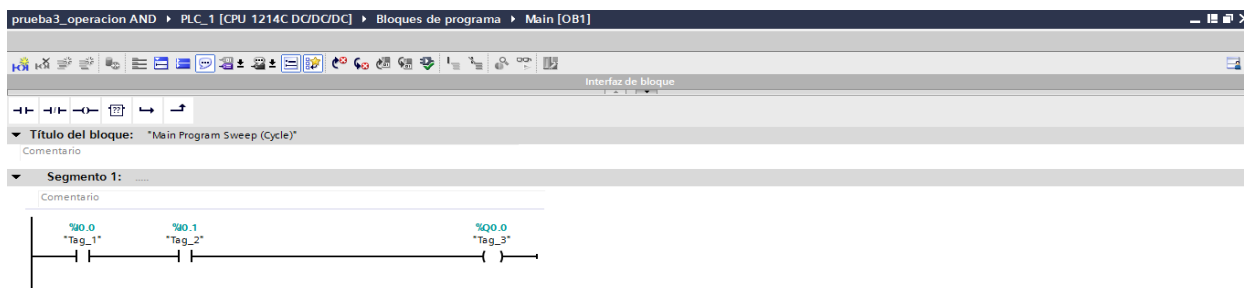 prueba3_operacion AND ▸ PLC_1 [CPU 1214C DC/DC/DC] ▸ Bloques de programa ▸ Main [OB1]
Interfaz de bloque
??
Título del bloque: "Main Program Sweep (Cycle)"
Comentario
Segmento 1: .....
Comentario
%I0.0 %I0.1 %Q0.0
"Tag_1" "Tag_2" "Tag_3"